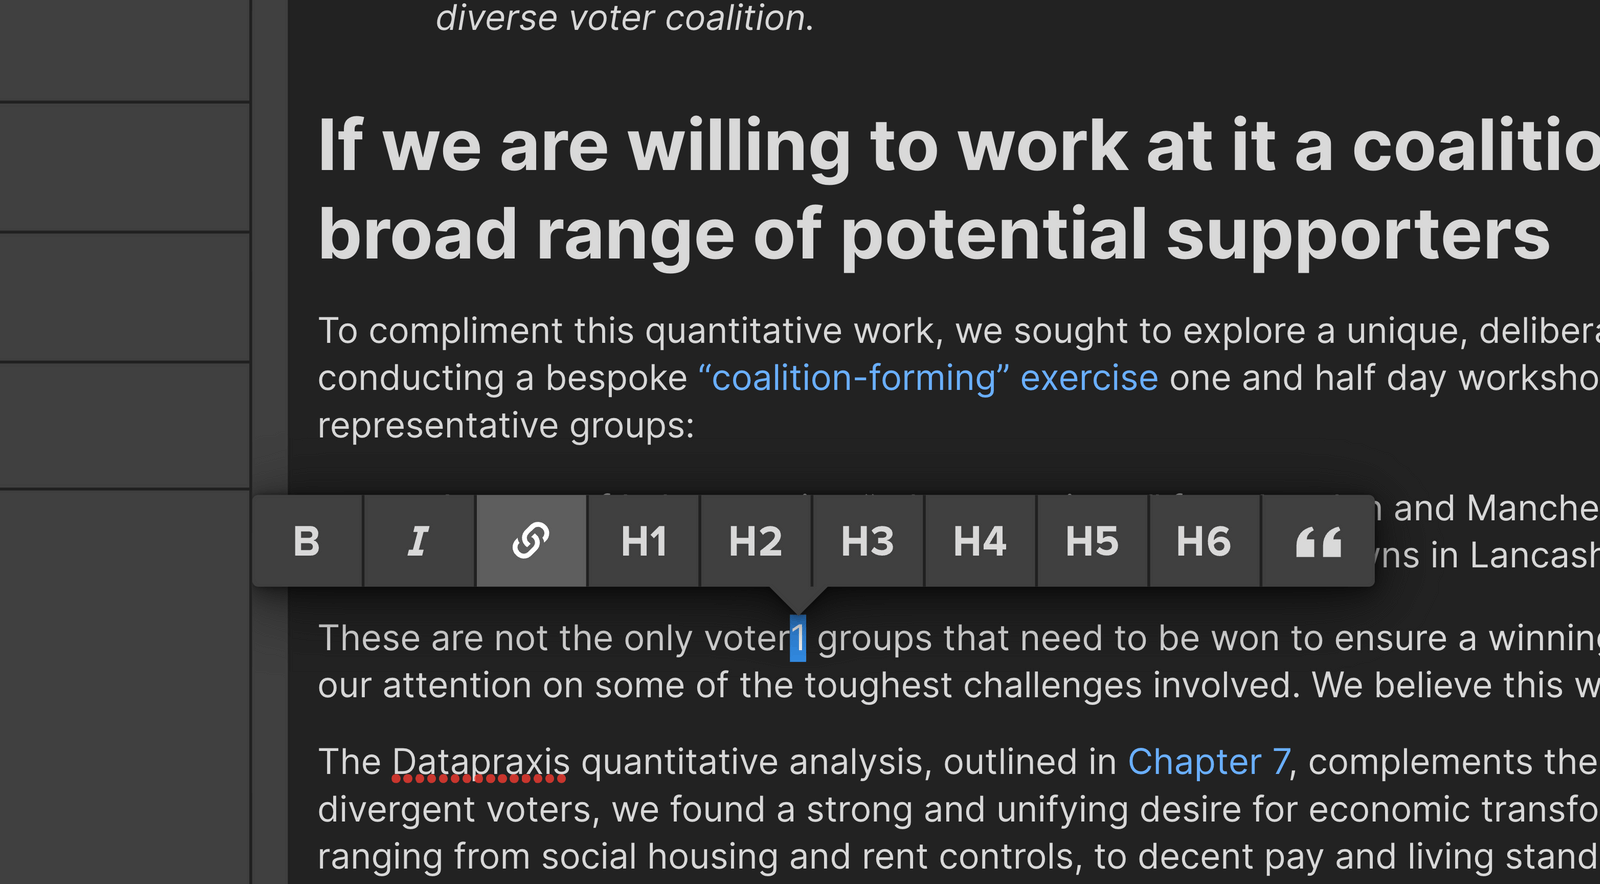 diverse voter coalition.
If we are willing to work at it a coalitio
broad range of potential supporters
To compliment this quantitative work, we sought to explore a unique, delibera
conducting a bespoke “coalition-forming” exercise one and half day worksho
representative groups:
and Manche
B I H1 H2 H3 H4 H5 H6 “
ns in Lancash
These are not the only voter1 groups that need to be won to ensure a winning
our attention on some of the toughest challenges involved. We believe this w
The Datapraxis quantitative analysis, outlined in Chapter 7, complements the
divergent voters, we found a strong and unifying desire for economic transfo
ranging from social housing and rent controls, to decent pay and living stand